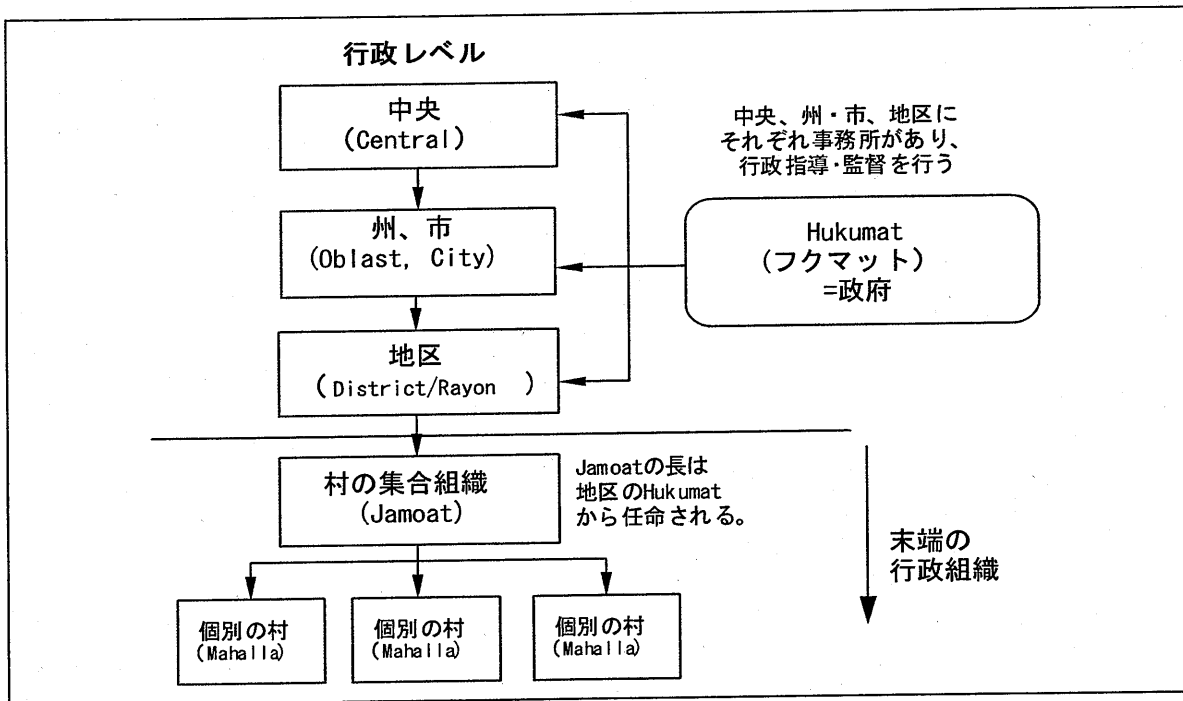 行政レベル
中央
(Central)
中央、州・市、地区に
それぞれ事務所があり、
行政指導・監督を行う
州、市
(Oblast, City)
Hukumat
(フクマット)
=政府
地区
(District/Rayon )
村の集合組織
(Jamoat)
Jamoatの長は
地区のHukumat
から任命される。
末端の
行政組織
個別の村
(Mahalla)
個別の村
(Mahalla)
個別の村
(Mahalla)